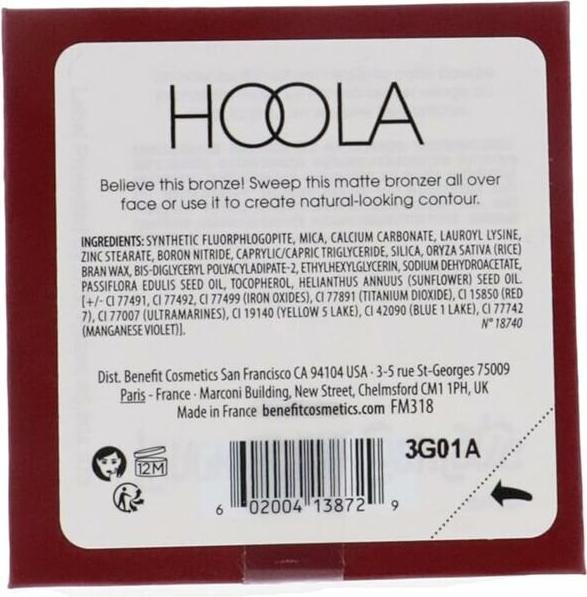 HOOLA
Believe this bronze! Sweep this matte bronzer all over
face or use it to create natural-looking contour.
INGREDIENTS: SYNTHETIC FLUORPHLOGOPITE, MICA, CALCIUM CARBONATE, LAUROYL LYSINE,
ZINC STEARATE, BORON NITRIDE, CAPRYLIC/CAPRIC TRIGLYCERIDE, SILICA, ORYZA SATIVA (RICE)
BRAN WAX, BIS-DIGLYCERYL POLYACYLADIPATE-2, ETHYLHEXYLGLYCERIN, SODIUM DEHYDROACETATE,
PASSIFLORA EDULIS SEED OIL, TOCOPHEROL, HELIANTHUS ANNUUS (SUNFLOWER) SEED OIL.
[+/- CI 77491, CI 77492, CI 77499 (IRON OXIDES), CI 77891 (TITANIUM DIOXIDE), CI 15850 (RED
7), CI 77007 (ULTRAMARINES), CI 19140 (YELLOW 5 LAKE), CI 42090 (BLUE 1 LAKE), CI 77742
(MANGANESE VIOLET)]. N° 18740
Dist. Benefit Cosmetics San Francisco CA 94104 USA · 3-5 rue St-Georges 75009
Paris - France · Marconi Building, New Street, Chelmsford CM1 1PH, UK
Made in France benefitcosmetics.com FM318
3G01A
12M
6 02004 13872 9